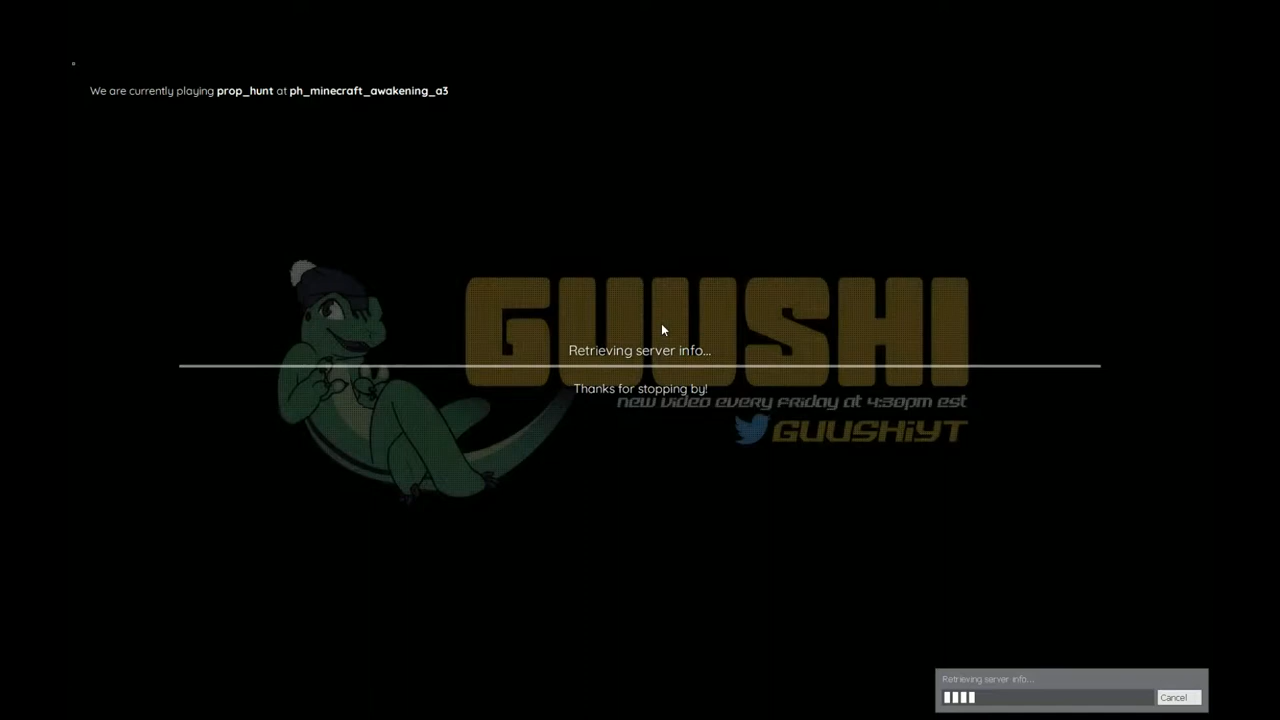 We are currently playing prop_hunt at ph_minecraft_awakening_a3
GUUSHI
Retrieving server info...
Thanks for stopping by!
new video every friday at 4:30pm est
GUUSHiYT
Retrieving server info...
Cancel